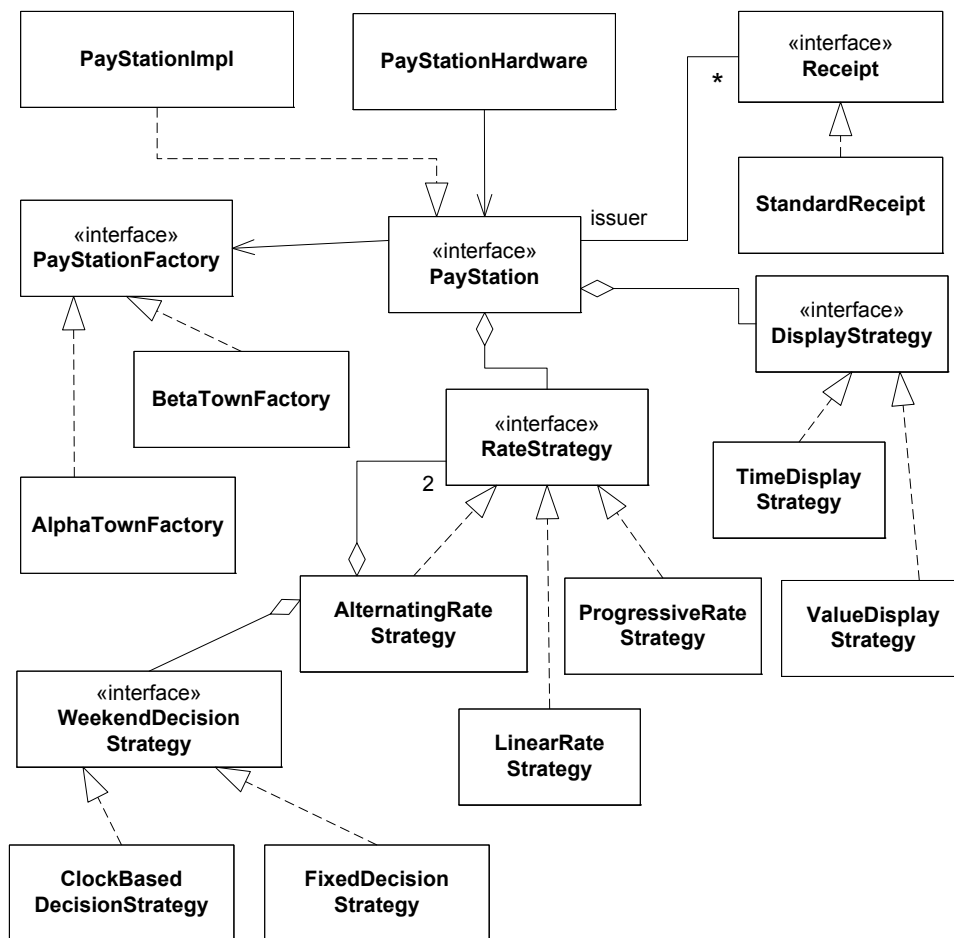 PayStationImpl
PayStationHardware
«interface»
Receipt
*
StandardReceipt
issuer
«interface»
PayStationFactory
«interface»
PayStation
«interface»
DisplayStrategy
BetaTownFactory
«interface»
RateStrategy
2
TimeDisplay
Strategy
AlphaTownFactory
AlternatingRate
Strategy
ProgressiveRate
Strategy
ValueDisplay
Strategy
«interface»
WeekendDecision
Strategy
LinearRate
Strategy
ClockBased
DecisionStrategy
FixedDecision
Strategy